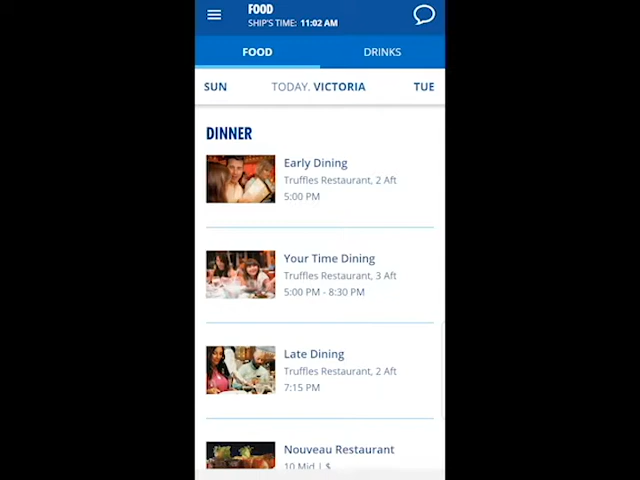 FOOD
SHIP'S TIME: 11:02 AM
FOOD DRINKS
SUN TODAY. VICTORIA TUE
DINNER
Early Dining
Truffles Restaurant, 2 Aft
5:00 PM
Your Time Dining
Truffles Restaurant, 3 Aft
5:00 PM - 8:30 PM
Late Dining
Truffles Restaurant, 2 Aft
7:15 PM
Nouveau Restaurant
10 Mid | $